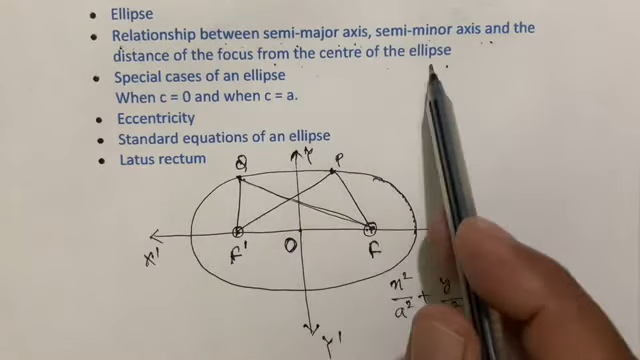 Ellipse
Relationship between semi-major axis, semi-minor axis and the
distance of the focus from the centre of the ellipse
Special cases of an ellipse
When c = 0 and when c = a.
Eccentricity
Standard equations of an ellipse
Latus rectum
Q P Y
X' F' O F
x²/a² + y
Y'